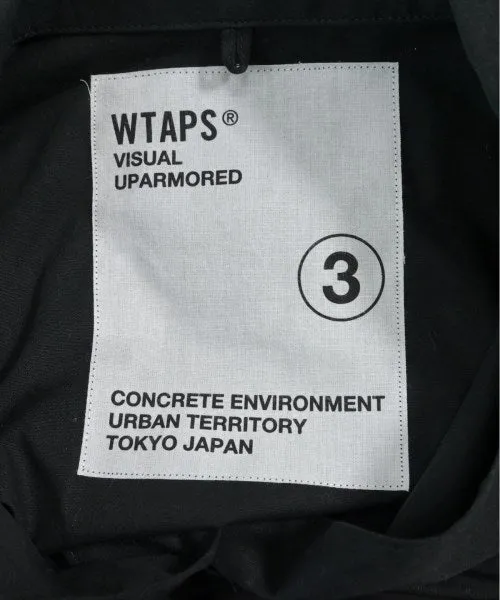 WTAPS®
VISUAL
UPARMORED
3
CONCRETE ENVIRONMENT
URBAN TERRITORY
TOKYO JAPAN